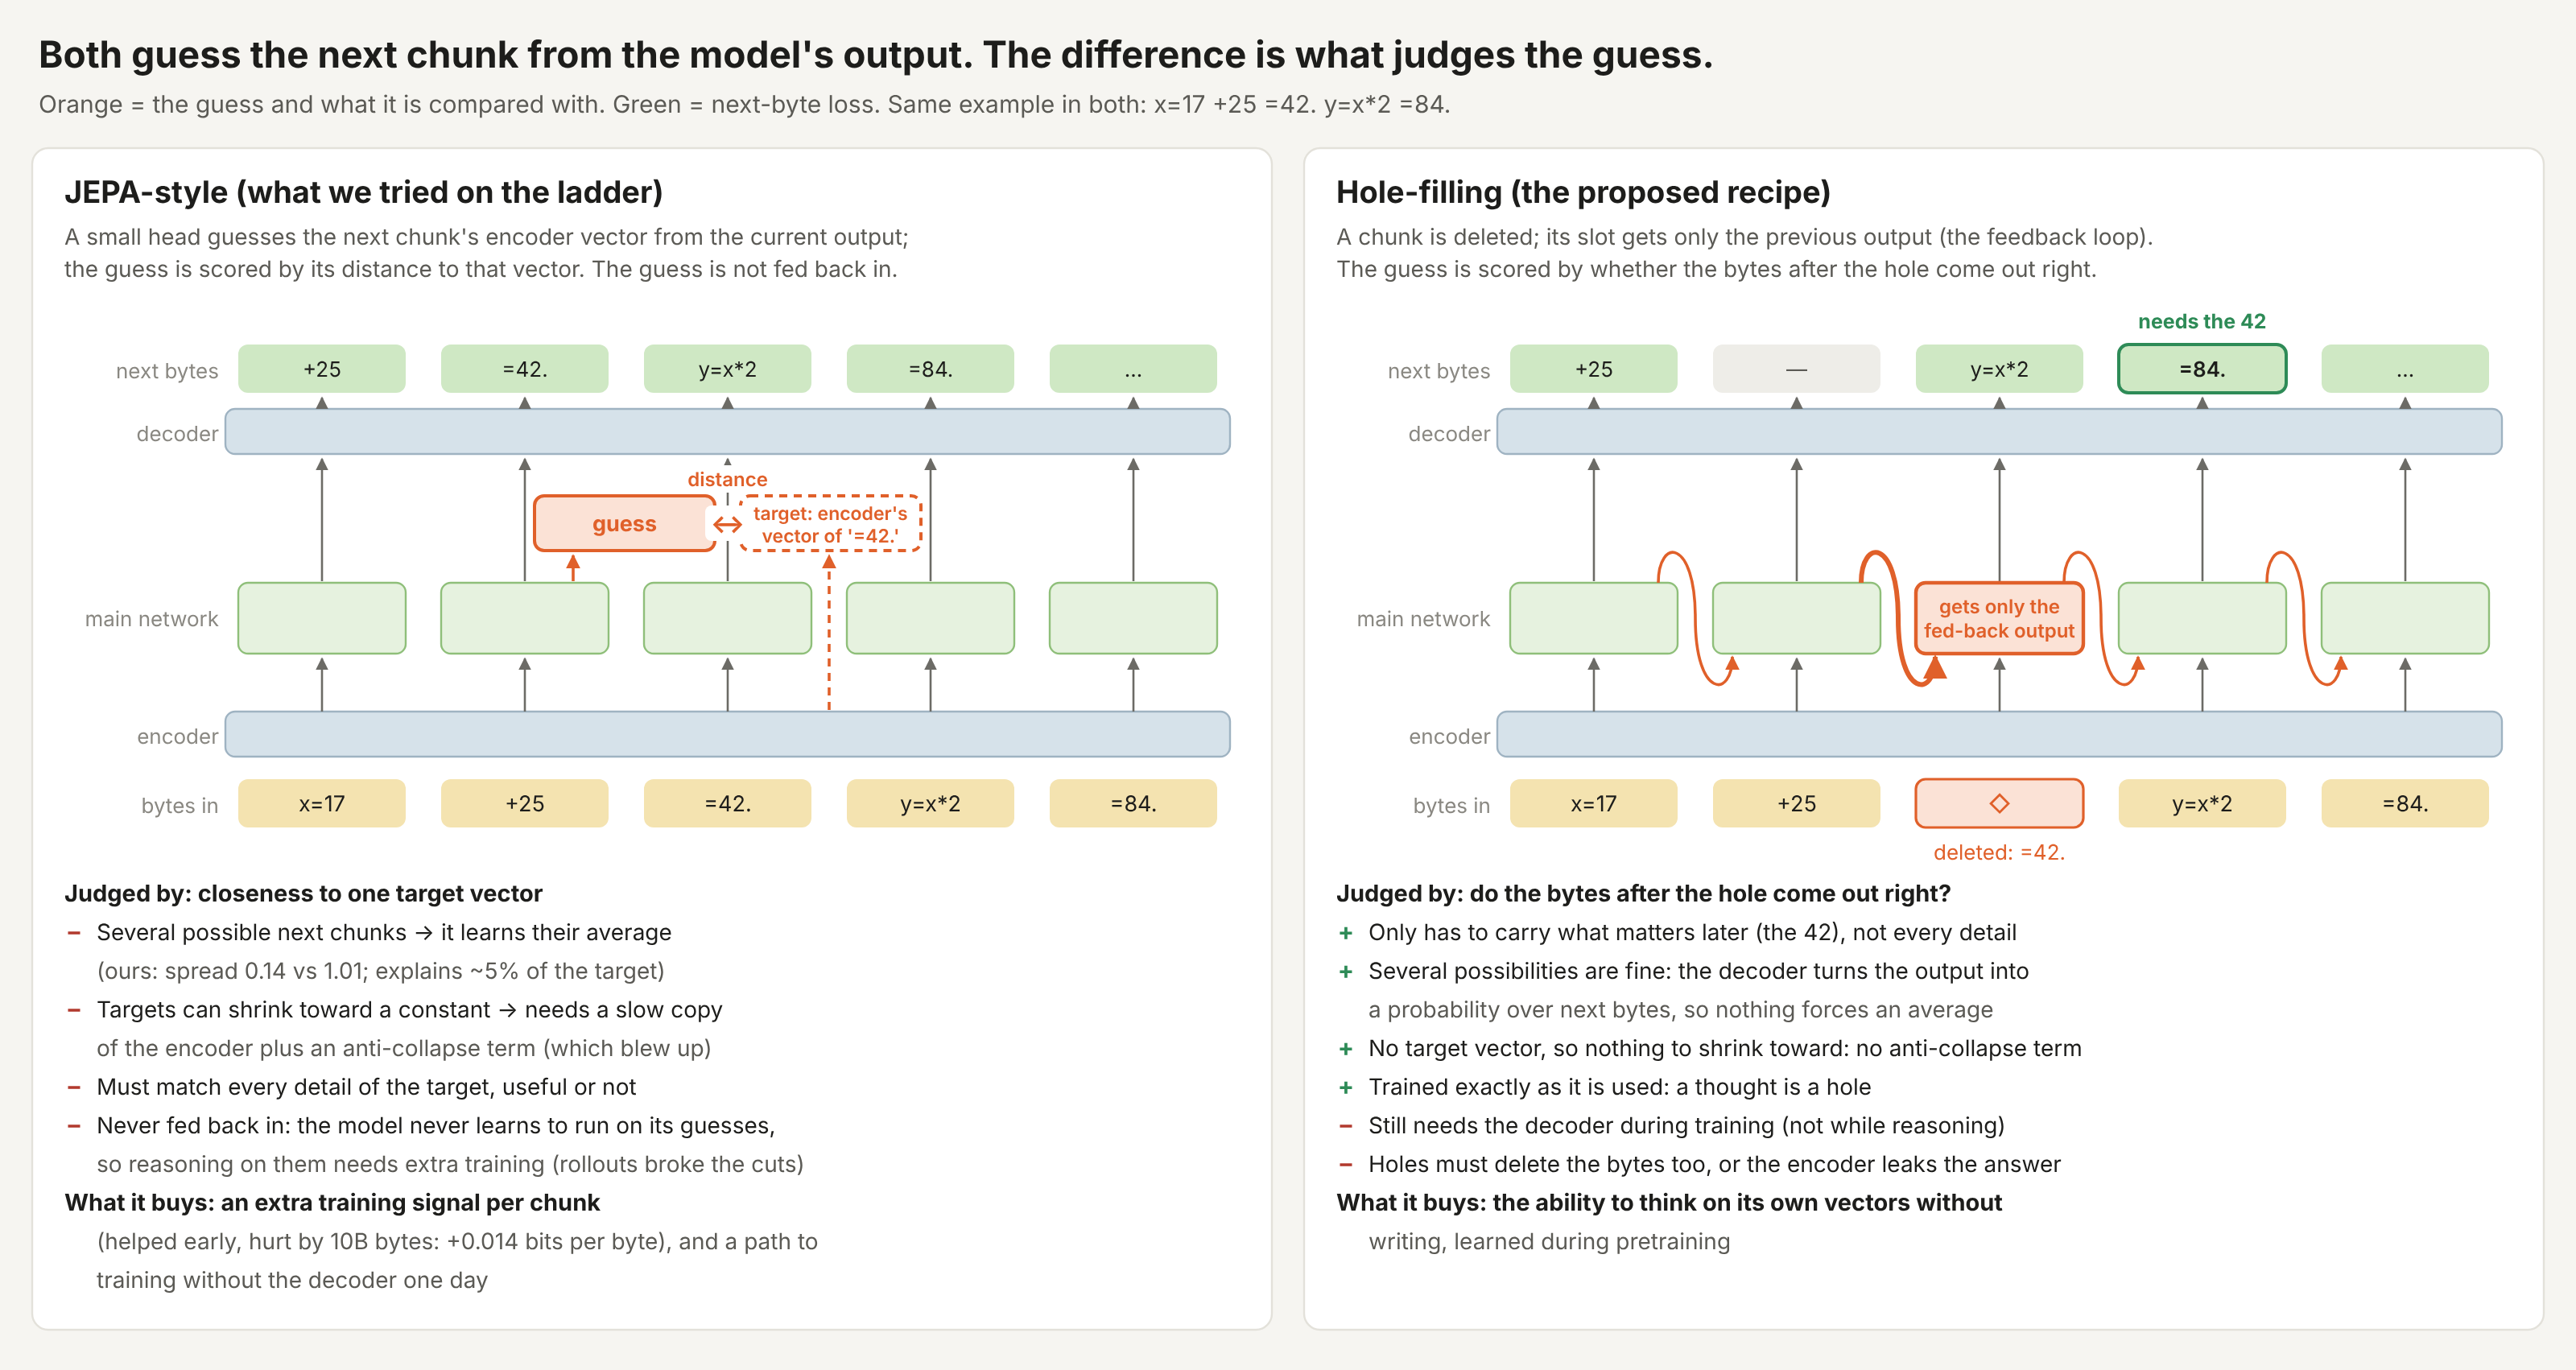 Both guess the next chunk from the model's output. The difference is what judges the guess.
Orange = the guess and what it is compared with. Green = next-byte loss. Same example in both: x=17 +25 =42. y=x*2 =84.
JEPA-style (what we tried on the ladder)
A small head guesses the next chunk's encoder vector from the current output;
the guess is scored by its distance to that vector. The guess is not fed back in.
next bytes
+25
=42.
y=x*2
=84.
...
decoder
distance
guess
↔
target: encoder's
vector of '=42.'
main network
encoder
bytes in
x=17
+25
=42.
y=x*2
=84.
Judged by: closeness to one target vector
− Several possible next chunks → it learns their average
(ours: spread 0.14 vs 1.01; explains ~5% of the target)
− Targets can shrink toward a constant → needs a slow copy
of the encoder plus an anti-collapse term (which blew up)
− Must match every detail of the target, useful or not
− Never fed back in: the model never learns to run on its guesses,
so reasoning on them needs extra training (rollouts broke the cuts)
What it buys: an extra training signal per chunk
(helped early, hurt by 10B bytes: +0.014 bits per byte), and a path to
training without the decoder one day
Hole-filling (the proposed recipe)
A chunk is deleted; its slot gets only the previous output (the feedback loop).
The guess is scored by whether the bytes after the hole come out right.
needs the 42
next bytes
+25
—
y=x*2
=84.
...
decoder
main network
gets only the
fed-back output
encoder
bytes in
x=17
+25
◇
y=x*2
=84.
deleted: =42.
Judged by: do the bytes after the hole come out right?
+ Only has to carry what matters later (the 42), not every detail
+ Several possibilities are fine: the decoder turns the output into
a probability over next bytes, so nothing forces an average
+ No target vector, so nothing to shrink toward: no anti-collapse term
+ Trained exactly as it is used: a thought is a hole
− Still needs the decoder during training (not while reasoning)
− Holes must delete the bytes too, or the encoder leaks the answer
What it buys: the ability to think on its own vectors without
writing, learned during pretraining